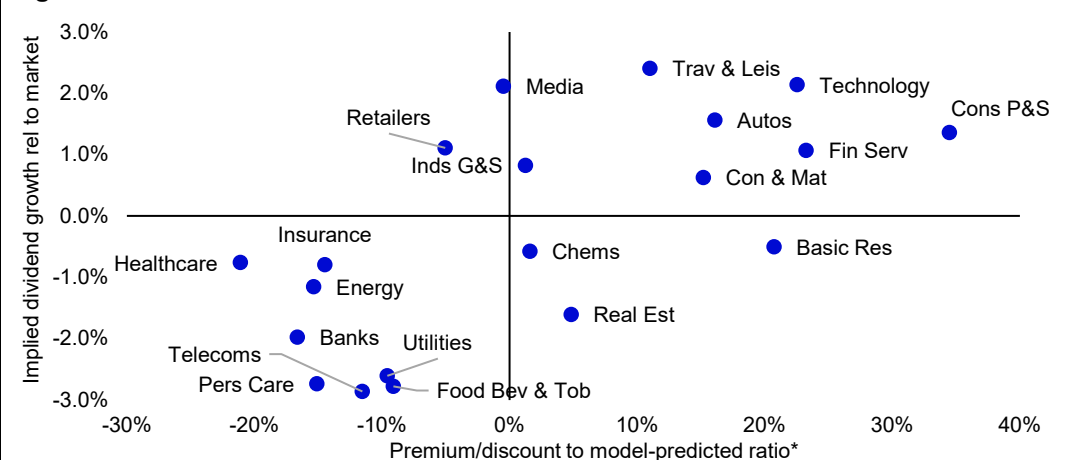 Implied dividend growth rel to market
3.0%
2.0%
1.0%
0.0%
-1.0%
-2.0%
-3.0%
Trav & Leis
Media
Technology
Cons P&S
Retailers
Autos
Inds G&S
Fin Serv
Con & Mat
Insurance
Healthcare
Chems
Basic Res
Energy
Real Est
Banks
Utilities
Telecoms
Pers Care
Food Bev & Tob
-30%
-20%
-10%
0%
10%
20%
30%
40%
Premium/discount to model-predicted ratio*